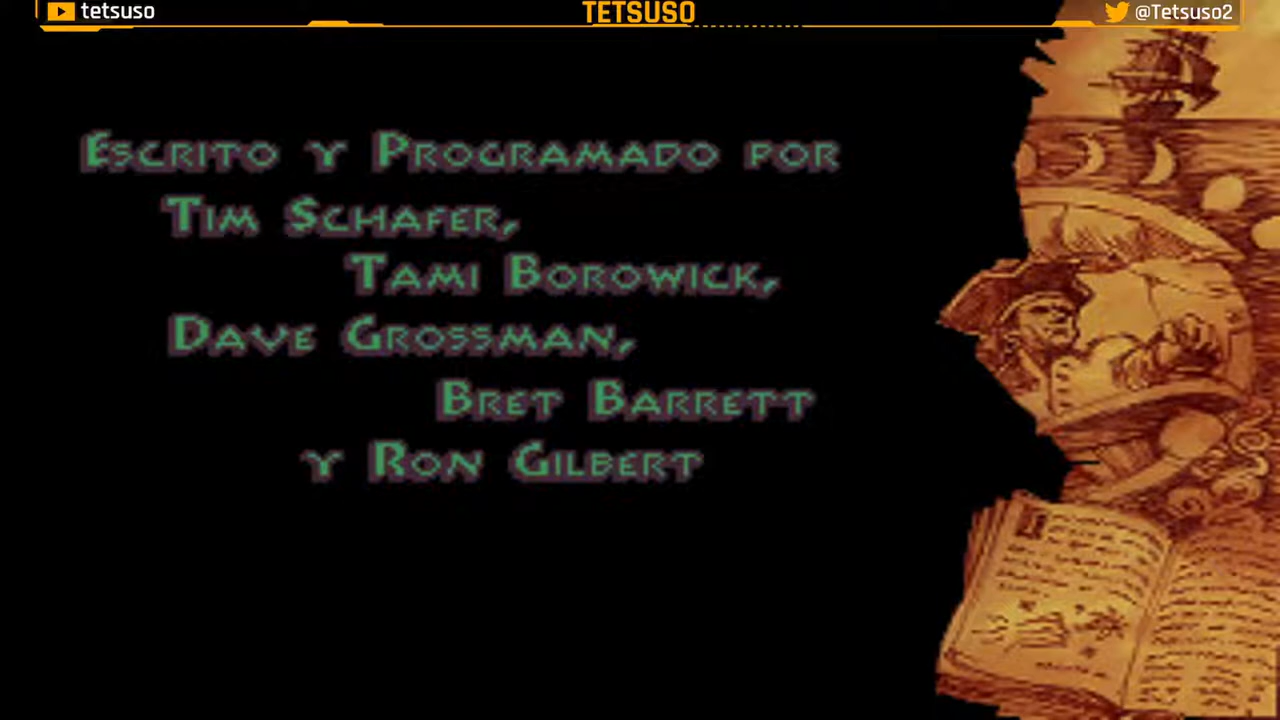 tetsuso
TETSUSO
@Tetsuso2
Escrito y Programado por
Tim Schafer,
Tami Borowick,
Dave Grossman,
Bret Barrett
y Ron Gilbert